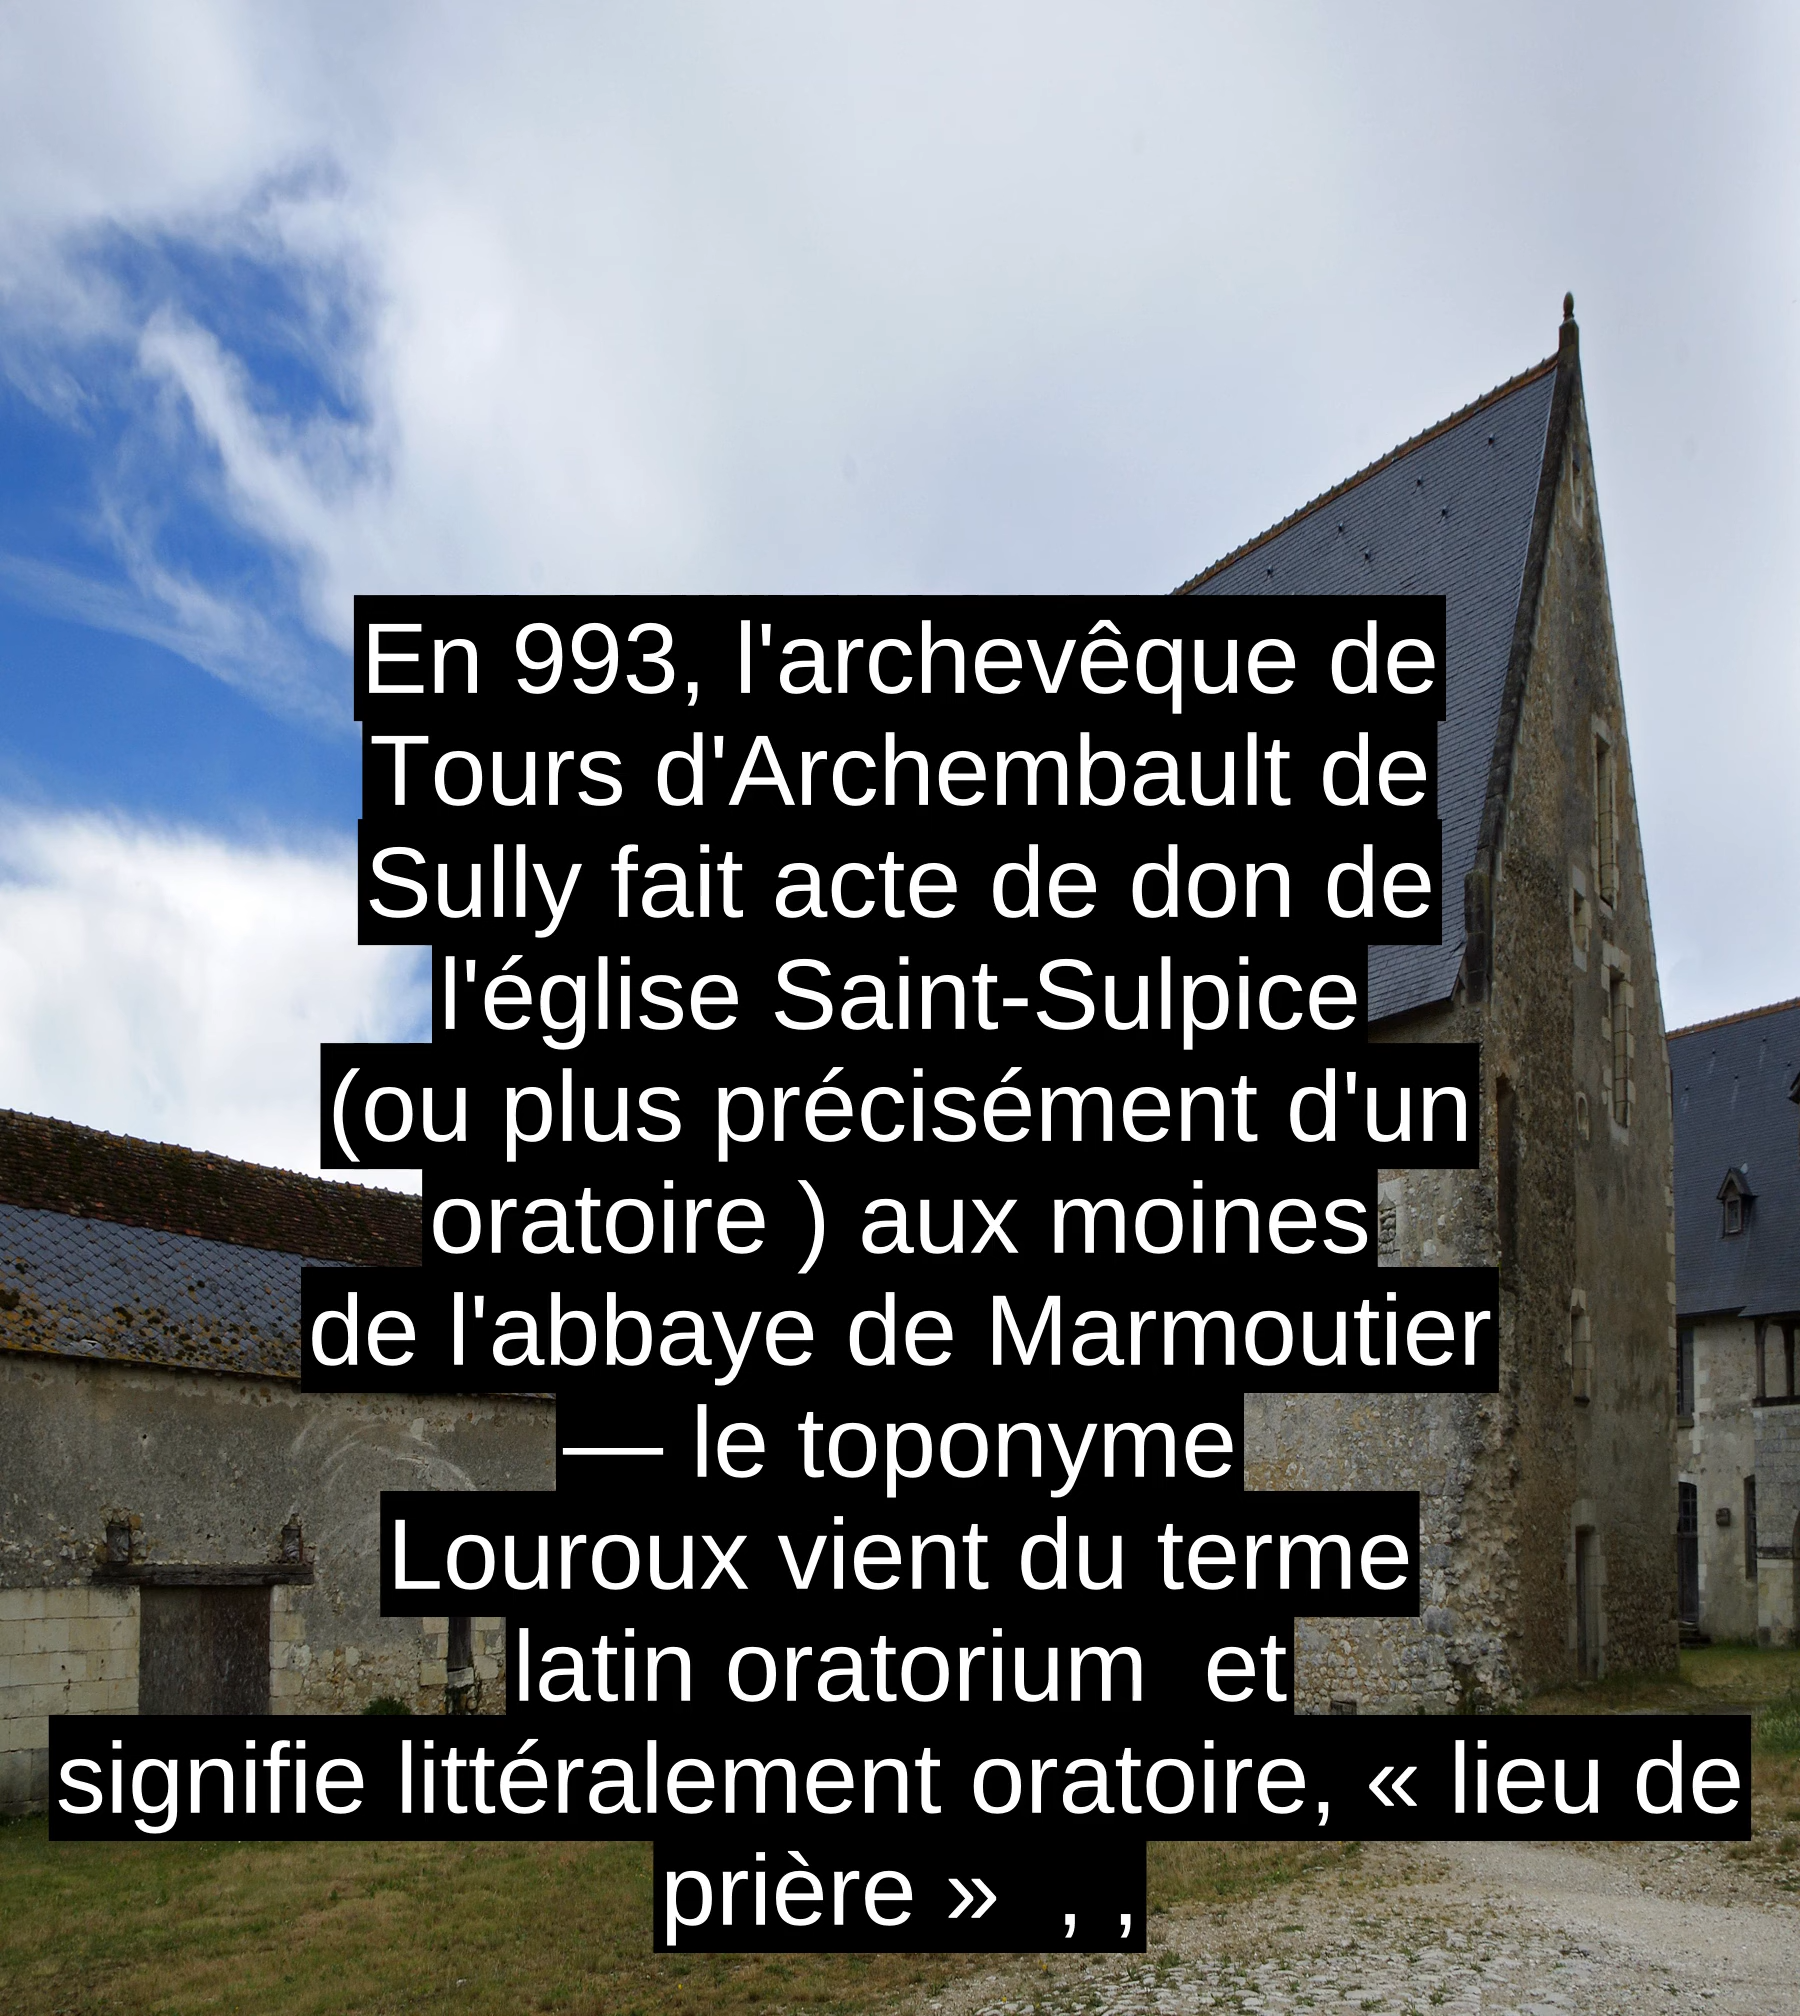 En 993, l'archevêque de
Tours d'Archembault de
Sully fait acte de don de
l'église Saint-Sulpice
(ou plus précisément d'un
oratoire ) aux moines
de l'abbaye de Marmoutier
— le toponyme
Louroux vient du terme
latin oratorium  et
signifie littéralement oratoire, « lieu de
prière »  , ,